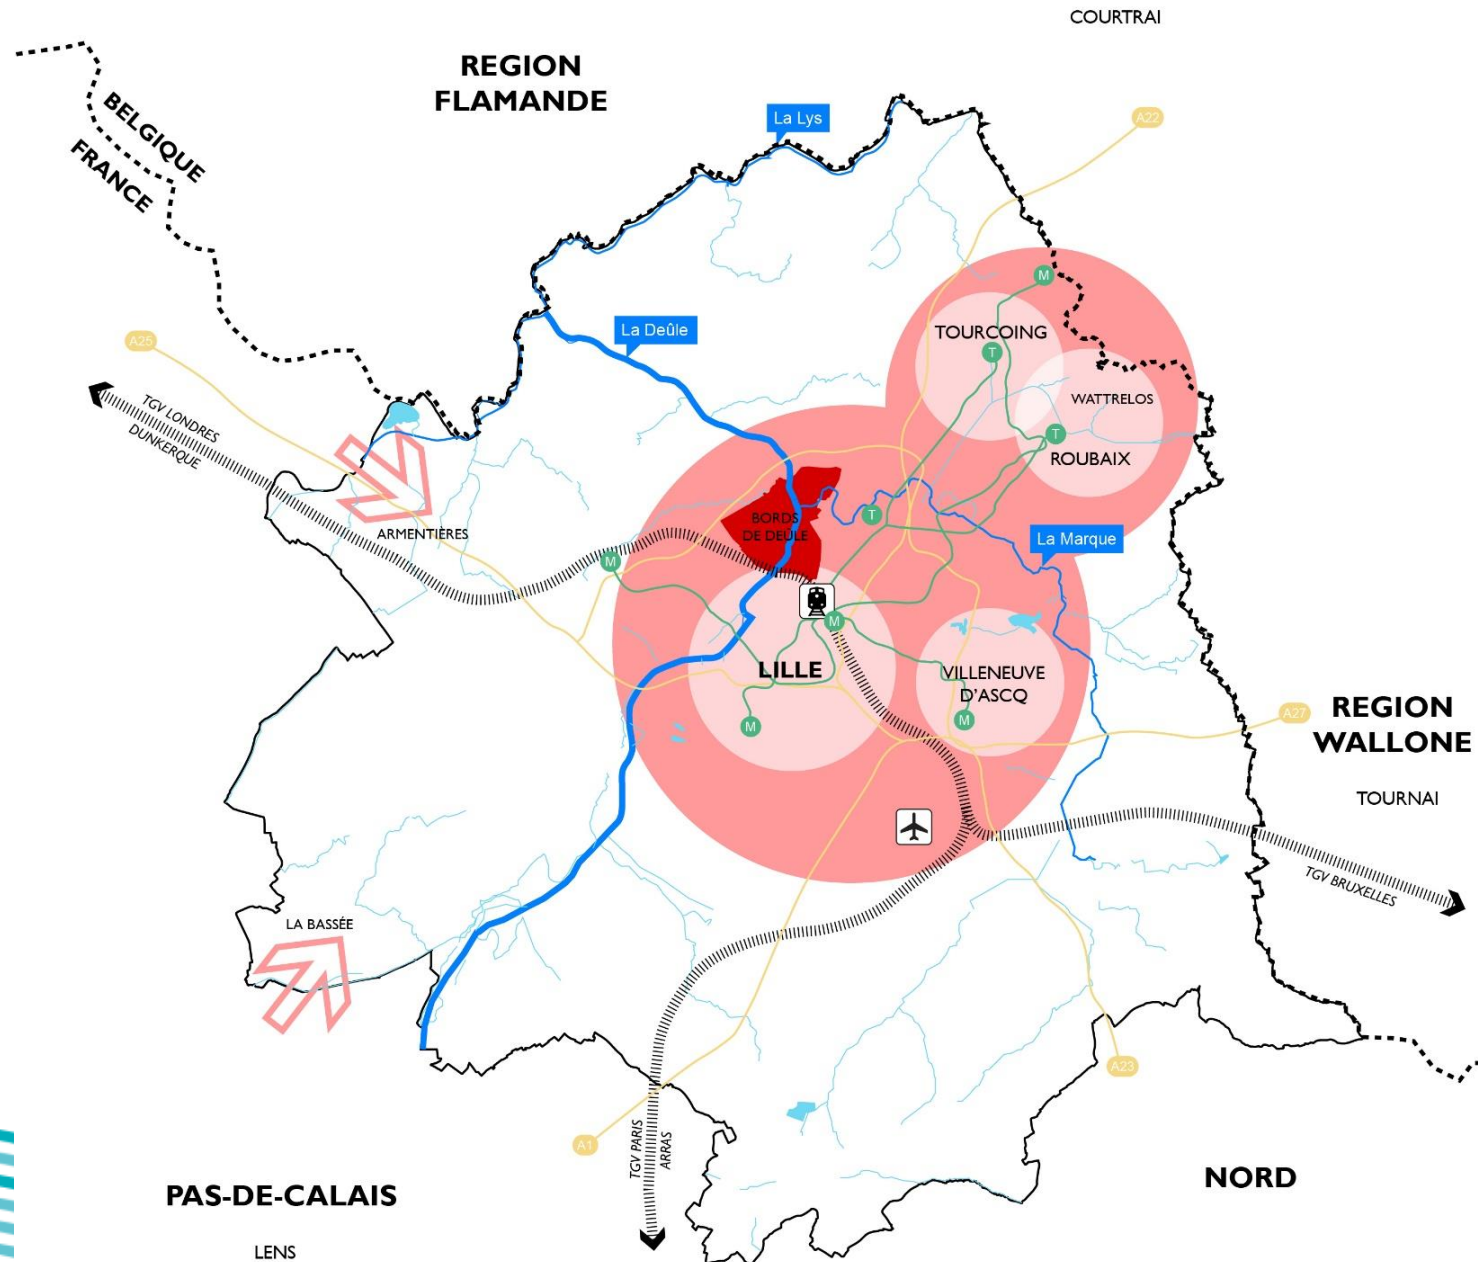 COURTRAI
REGION
FLAMANDE
BELGIQUE
FRANCE
La Lys
A22
M
La Deûle
TOURCOING
A25
T
WATTRELOS
TGV LONDRES
DUNKERQUE
T
ROUBAIX
BORDS
DE DEÛLE
T
ARMENTIÈRES
La Marque
M
M
LILLE
VILLENEUVE
D'ASCQ
M
M
A27
REGION
WALLONE
TOURNAI
TGV BRUXELLES
LA BASSÉE
A23
A1
TGV PARIS
ARRAS
PAS-DE-CALAIS
NORD
LENS